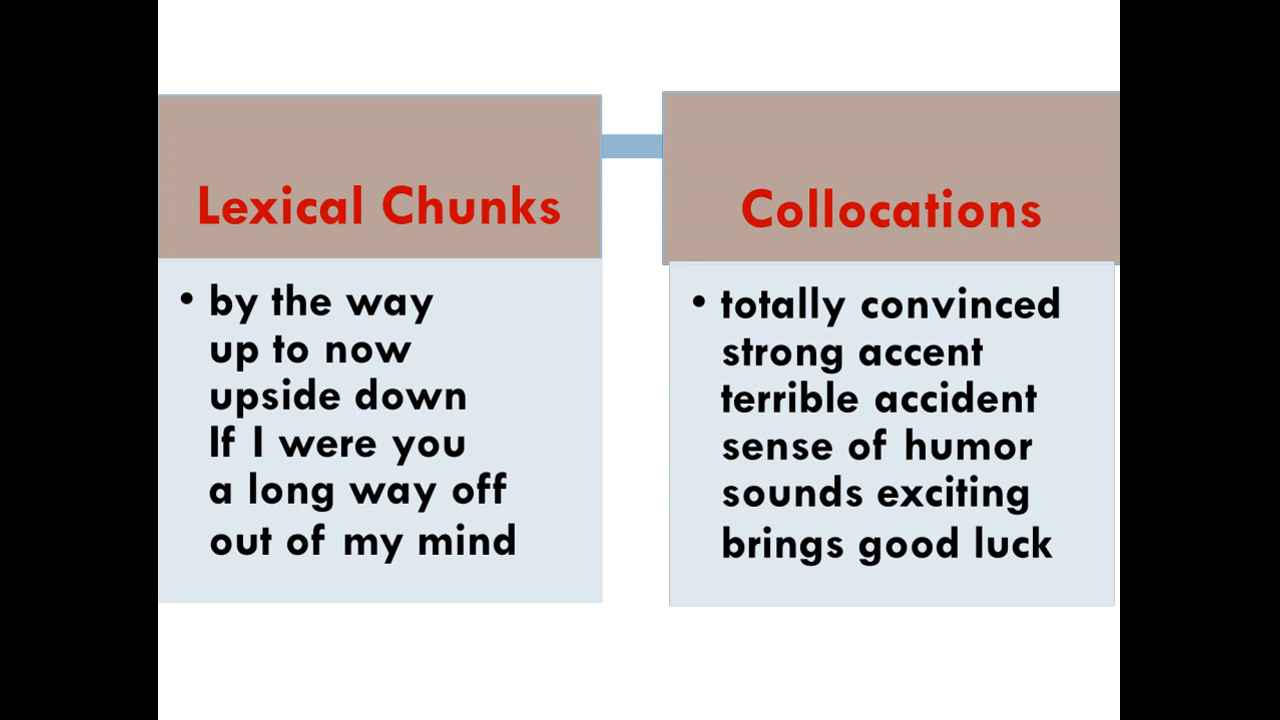 Lexical Chunks
• by the way
up to now
upside down
If I were you
a long way off
out of my mind
Collocations
• totally convinced
strong accent
terrible accident
sense of humor
sounds exciting
brings good luck